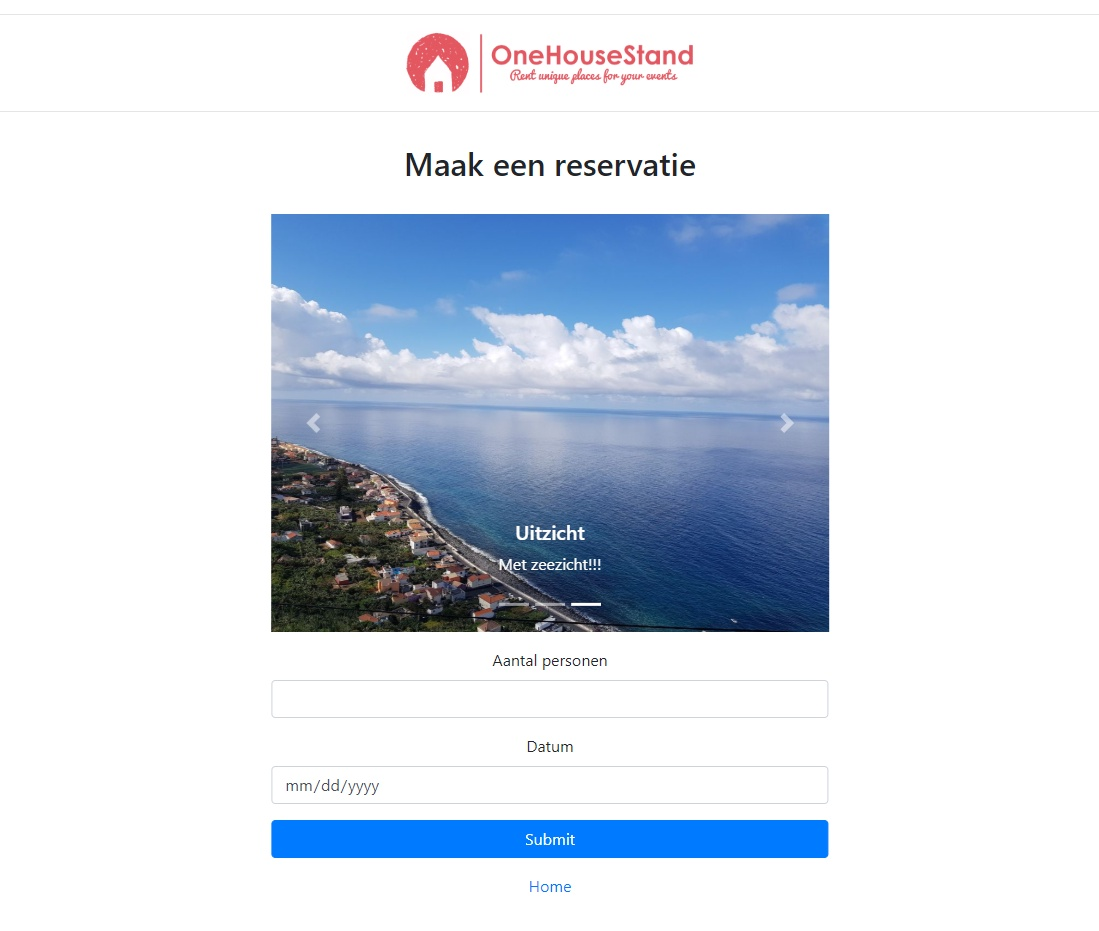 OneHouseStand
Rent unique places for your events
Maak een reservatie
Uitzicht
Met zeezicht!!!
Aantal personen
Datum
mm/dd/yyyy
Submit
Home